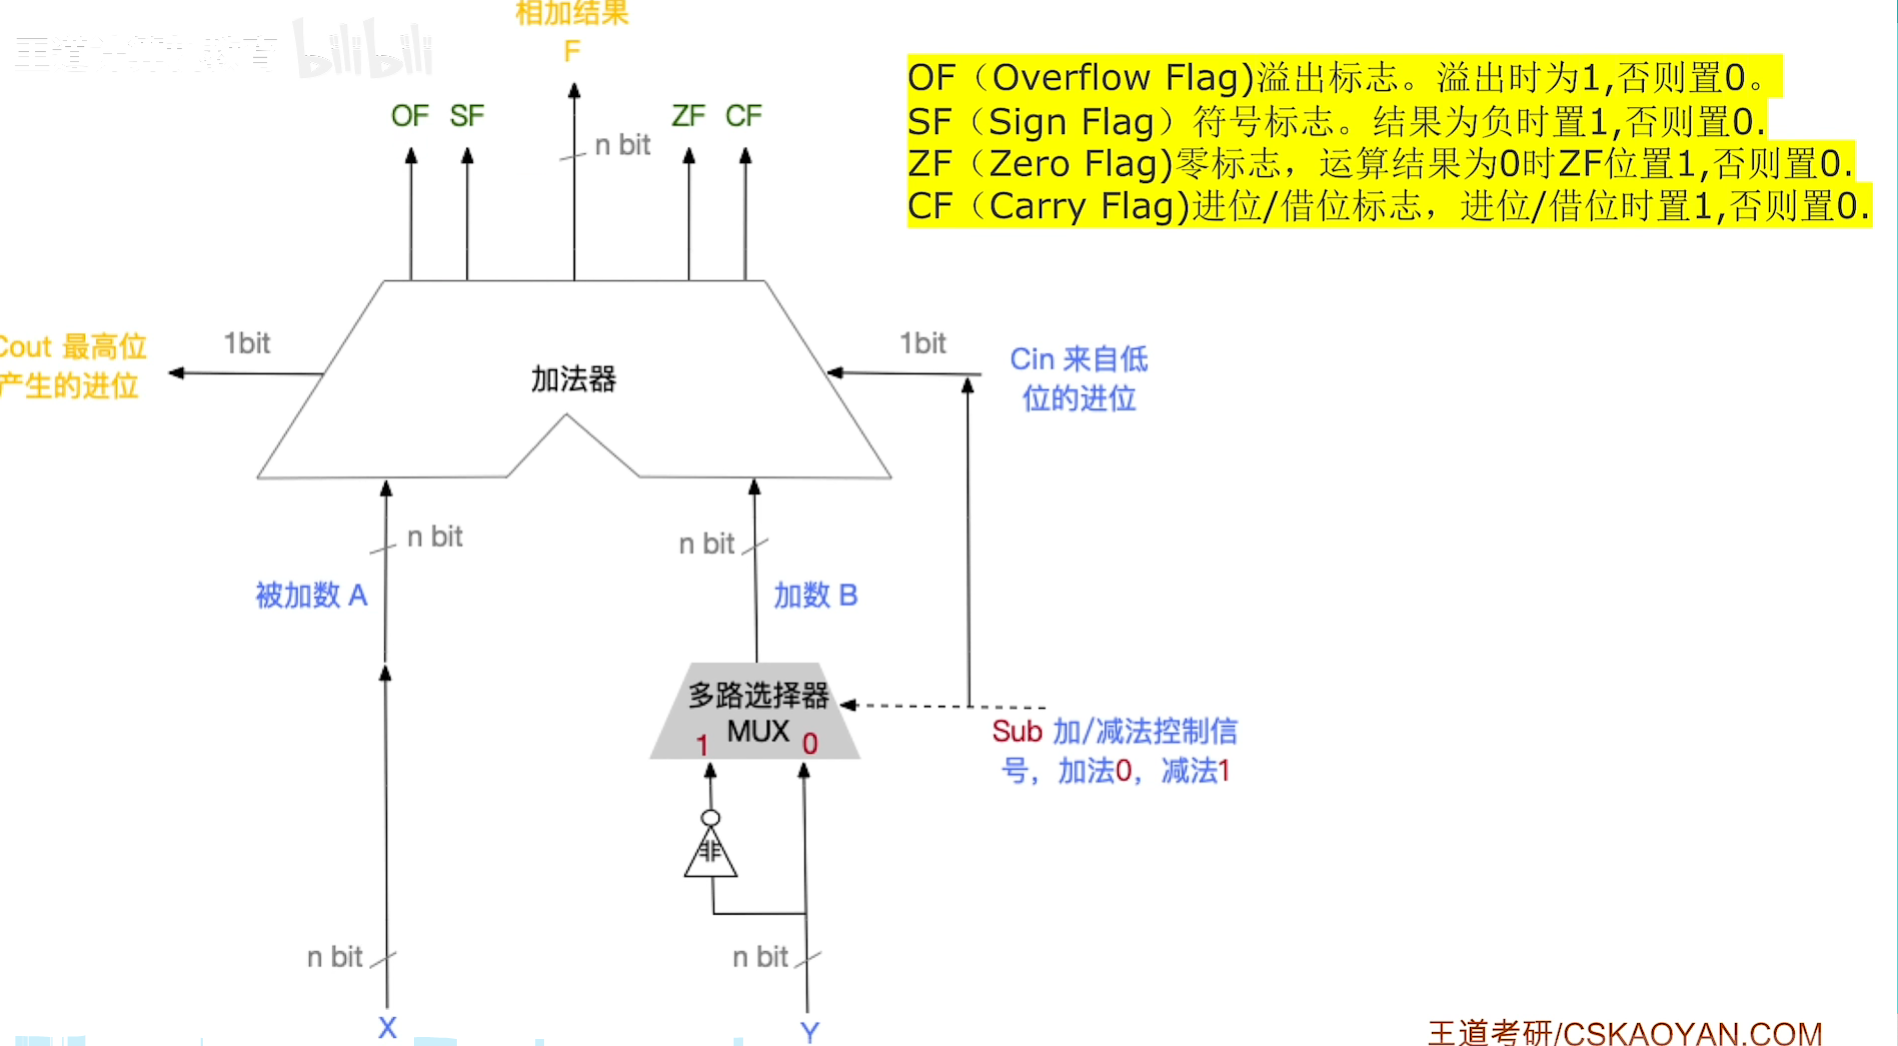 相加结果
F
bilibili
OF（Overflow Flag)溢出标志。溢出时为1,否则置0。
SF（Sign Flag）符号标志。结果为负时置1,否则置0.
ZF（Zero Flag)零标志，运算结果为0时ZF位置1,否则置0.
CF（Carry Flag)进位/借位标志，进位/借位时置1,否则置0.
OF SF ZF CF
n bit
Cout 最高位
产生的进位
1bit
加法器
1bit
Cin 来自低
位的进位
n bit
n bit
被加数 A
加数 B
多路选择器
MUX
1 0
Sub 加/减法控制信
号，加法0，减法1
非
n bit
n bit
X
Y
王道考研/CSKAOYAN.COM